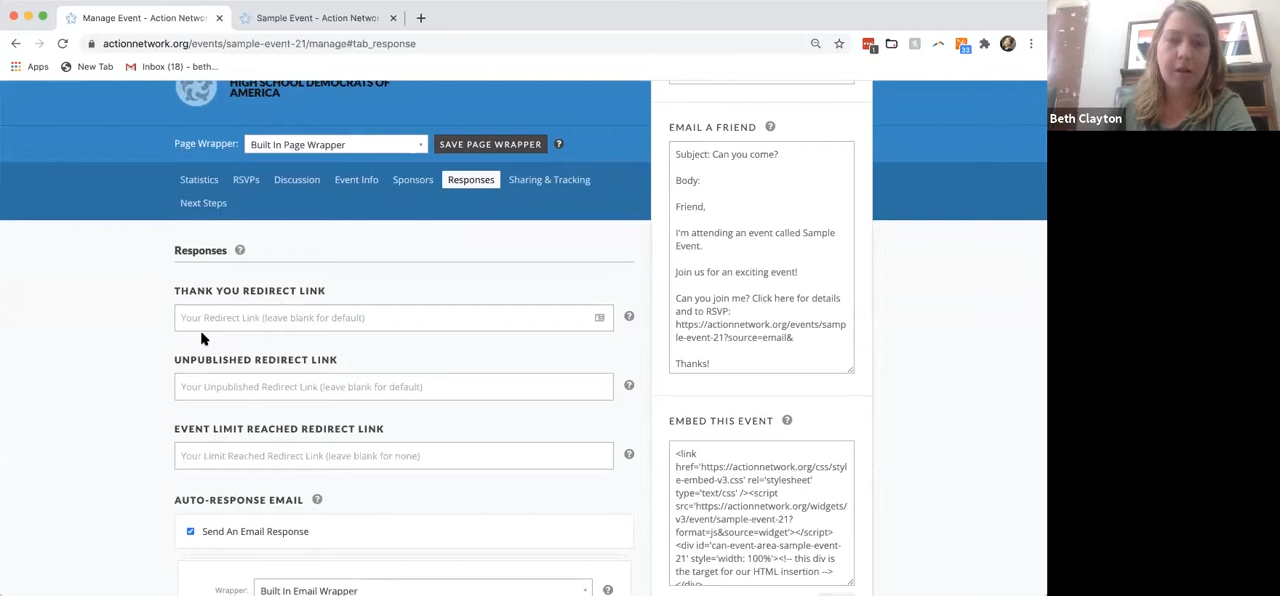 Manage Event - Action Netwo
Sample Event - Action Networ
actionnetwork.org/events/sample-event-21/manage#tab_response
1
33
Apps
New Tab
Inbox (18) - beth...
HIGH SCHOOL DEMOCRATS OF
AMERICA
Page Wrapper:
Built In Page Wrapper
SAVE PAGE WRAPPER
?
Statistics
RSVPs
Discussion
Event Info
Sponsors
Responses
Sharing & Tracking
Next Steps
Responses ?
THANK YOU REDIRECT LINK
Your Redirect Link (leave blank for default)
?
UNPUBLISHED REDIRECT LINK
Your Unpublished Redirect Link (leave blank for default)
?
EVENT LIMIT REACHED REDIRECT LINK
Your Limit Reached Redirect Link (leave blank for none)
?
AUTO-RESPONSE EMAIL ?
Send An Email Response
Wrapper:
Built In Email Wrapper
?
EMAIL A FRIEND ?
Subject: Can you come?
Body:
Friend,
I'm attending an event called Sample
Event.
Join us for an exciting event!
Can you join me? Click here for details
and to RSVP:
https://actionnetwork.org/events/samp
le-event-21?source=email&
Thanks!
EMBED THIS EVENT ?
<link
href='https://actionnetwork.org/css/styl
e-embed-v3.css' rel='stylesheet'
type='text/css' /><script
src='https://actionnetwork.org/widgets/
v3/event/sample-event-21?
format=js&source=widget'></script>
<div id='can-event-area-sample-event-
21' style='width: 100%'><!-- this div is
the target for our HTML insertion -->
</div>
Beth Clayton